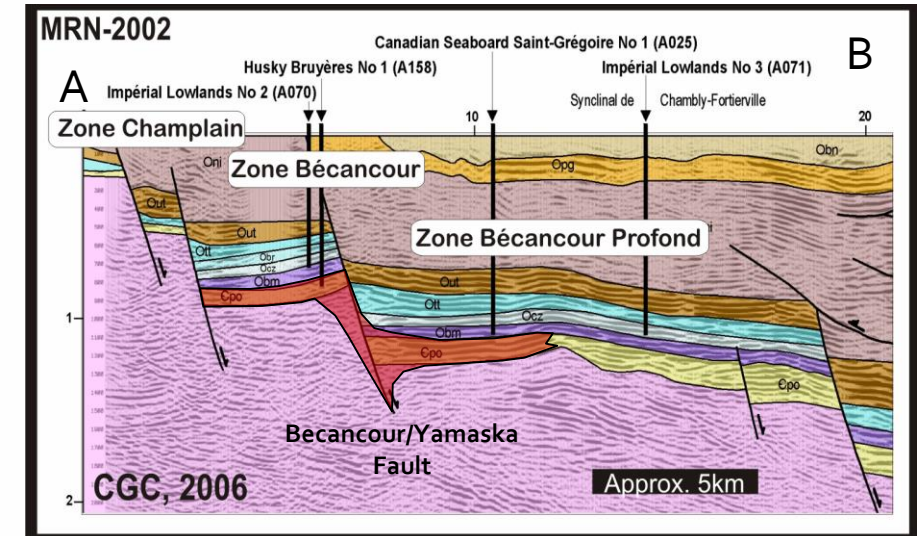 MRN-2002
Canadian Seaboard Saint-Grégoire No 1 (A025)
B
A
Husky Bruyères No 1 (A158)
Impérial Lowlands No 3 (A071)
Impérial Lowlands No 2 (A070)
Synclinal de Chambly-Fortierville
Zone Champlain
10
20
Oni
Opg
Obn
Zone Bécancour
Out
Out
Zone Bécancour Profond
Ott
Obr
Ocz
Obm
Out
Єpo
Ott
Ocz
1
Obm
Єpo
Єpo
Becancour/Yamaska
Fault
CGC, 2006
Approx. 5km
2